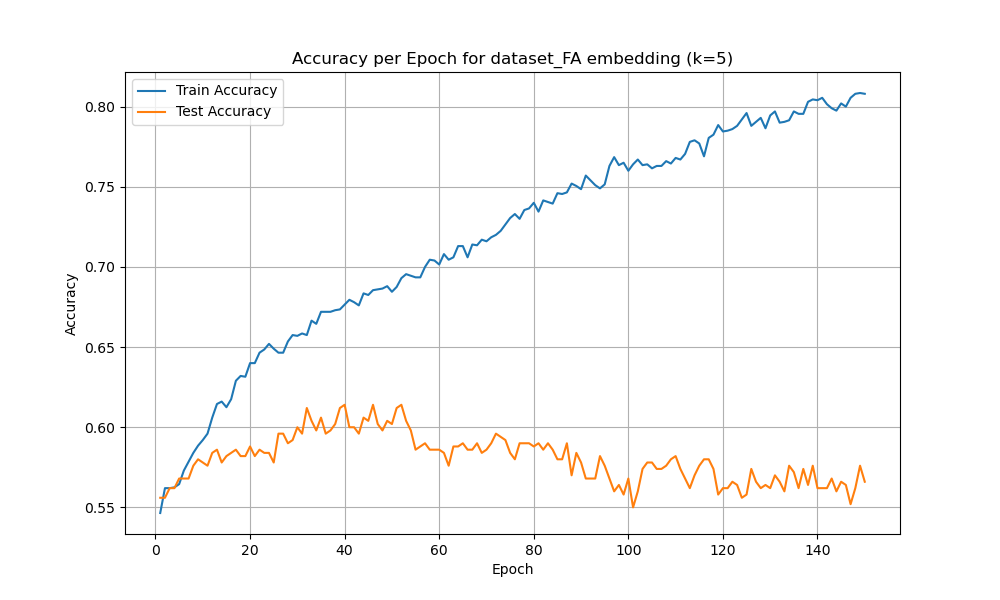 Accuracy per Epoch for dataset_FA embedding (k=5)
Train Accuracy
Test Accuracy
0.80
0.75
0.70
0.65
0.60
0.55
Accuracy
0 20 40 60 80 100 120 140
Epoch